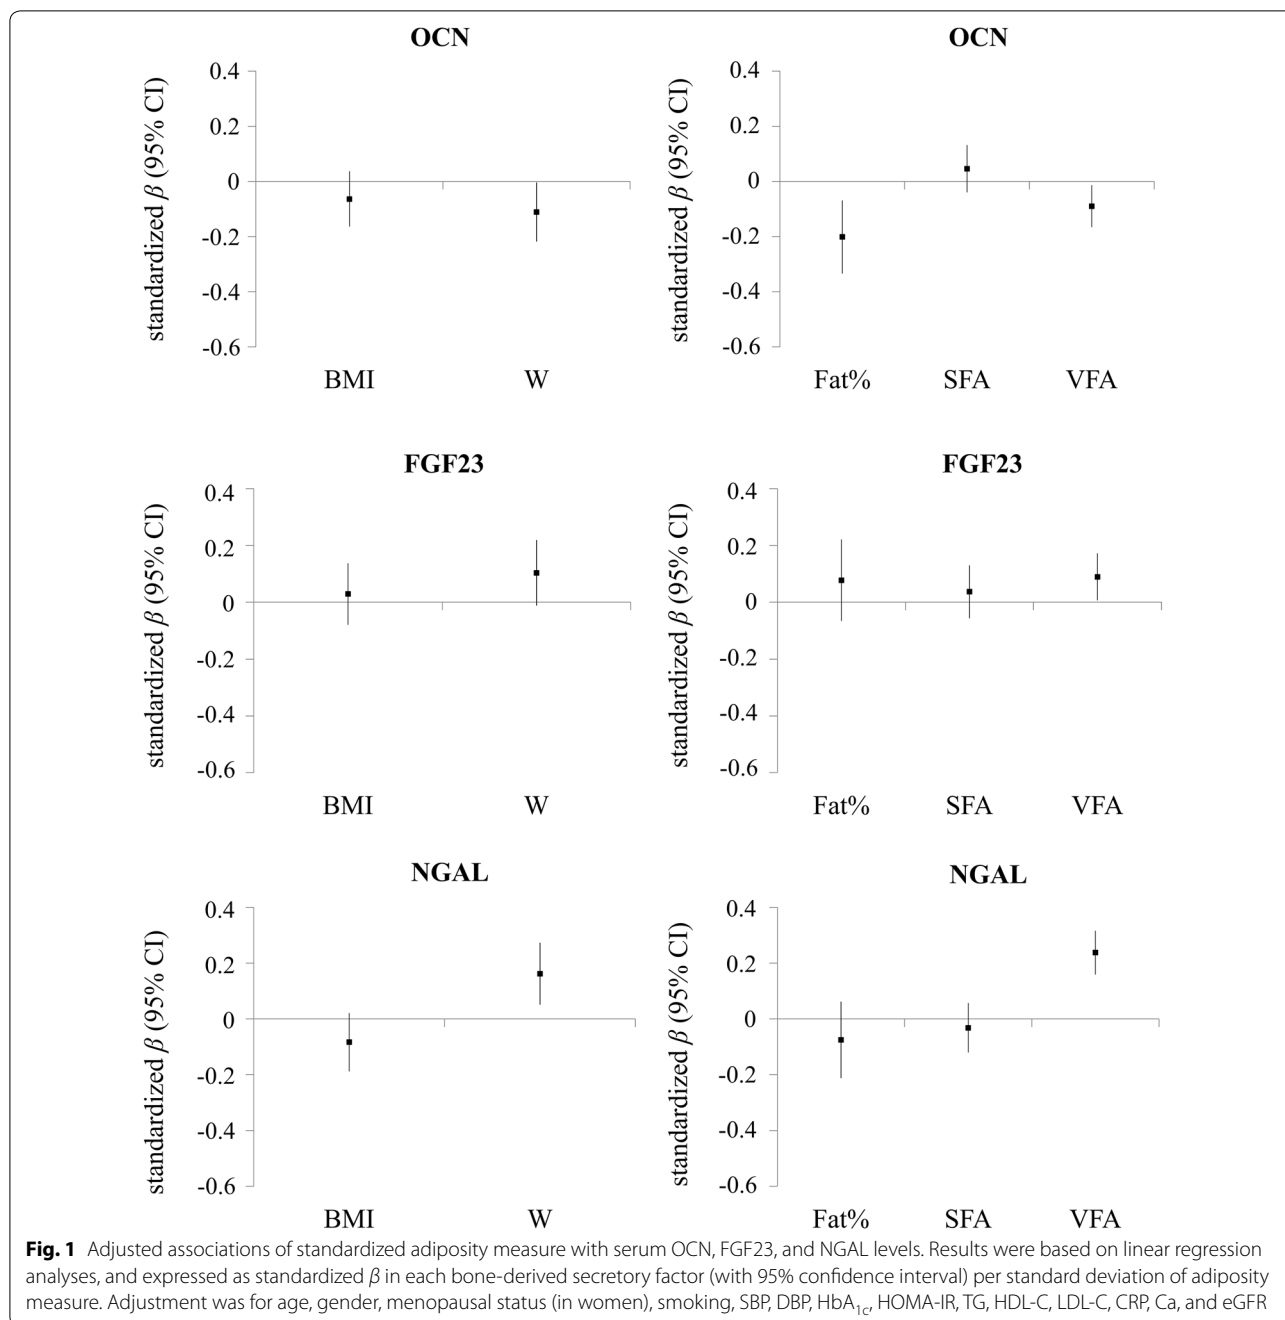 OCN
standardized β (95% CI)
0.4
0.2
0
-0.2
-0.4
-0.6
BMI W
OCN
standardized β (95% CI)
0.4
0.2
0
-0.2
-0.4
-0.6
Fat% SFA VFA
FGF23
standardized β (95% CI)
0.4
0.2
0
-0.2
-0.4
-0.6
BMI W
FGF23
standardized β (95% CI)
0.4
0.2
0
-0.2
-0.4
-0.6
Fat% SFA VFA
NGAL
standardized β (95% CI)
0.4
0.2
0
-0.2
-0.4
-0.6
BMI W
NGAL
standardized β (95% CI)
0.4
0.2
0
-0.2
-0.4
-0.6
Fat% SFA VFA
Fig. 1 Adjusted associations of standardized adiposity measure with serum OCN, FGF23, and NGAL levels. Results were based on linear regression
analyses, and expressed as standardized β in each bone-derived secretory factor (with 95% confidence interval) per standard deviation of adiposity
measure. Adjustment was for age, gender, menopausal status (in women), smoking, SBP, DBP, HbA1c, HOMA-IR, TG, HDL-C, LDL-C, CRP, Ca, and eGFR